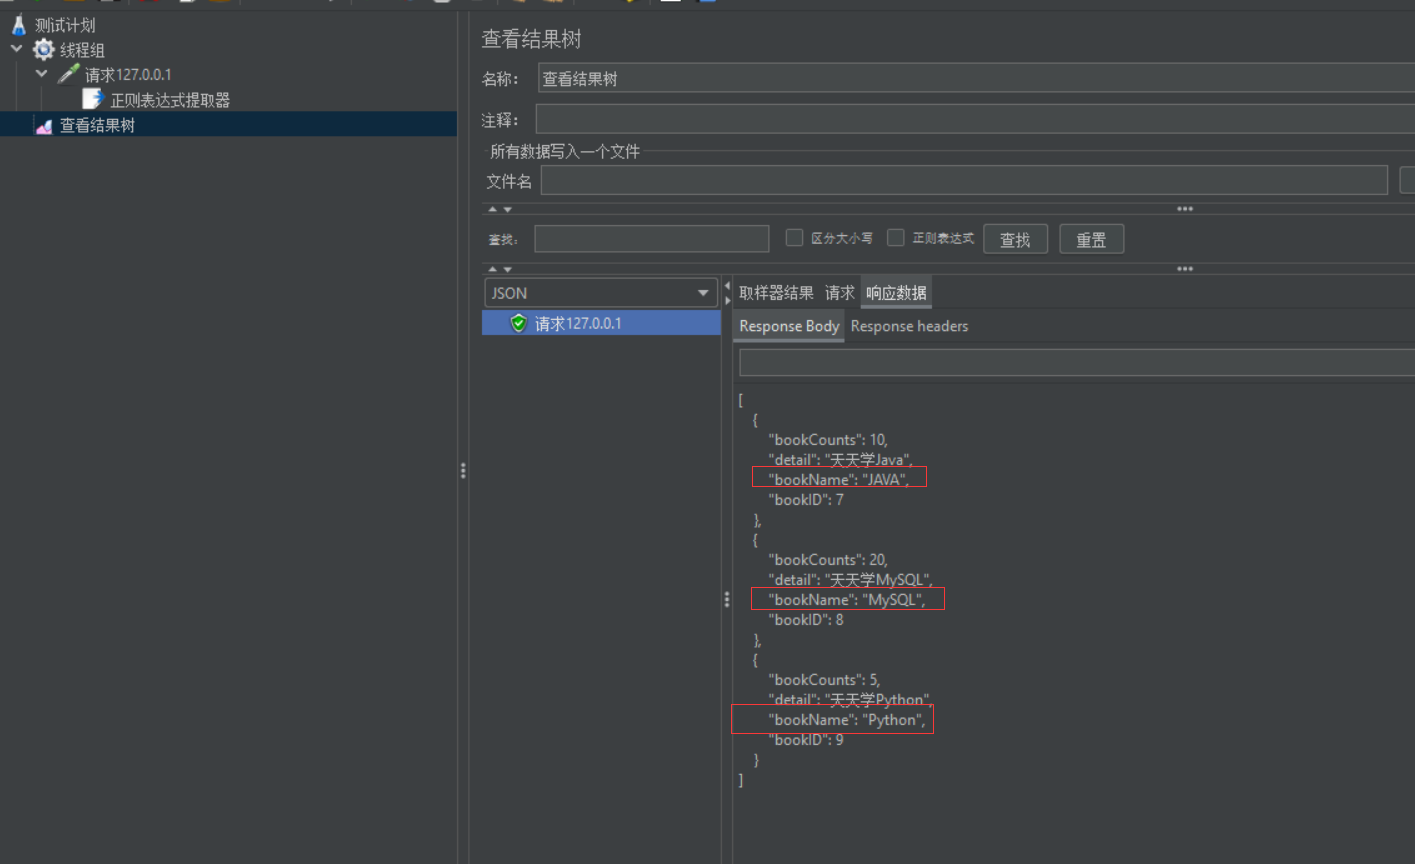 测试计划
线程组
请求127.0.0.1
正则表达式提取器
查看结果树
查看结果树
名称：
查看结果树
注释：
所有数据写入一个文件
文件名
查找：
区分大小写
正则表达式
查找
重置
JSON
取样器结果 请求 响应数据
请求127.0.0.1
Response Body Response headers
[
{
"bookCounts": 10,
"detail": "天天学Java",
"bookName": "JAVA",
"bookID": 7
},
{
"bookCounts": 20,
"detail": "天天学MySQL",
"bookName": "MySQL",
"bookID": 8
},
{
"bookCounts": 5,
"detail": "天天学Python",
"bookName": "Python",
"bookID": 9
}
]